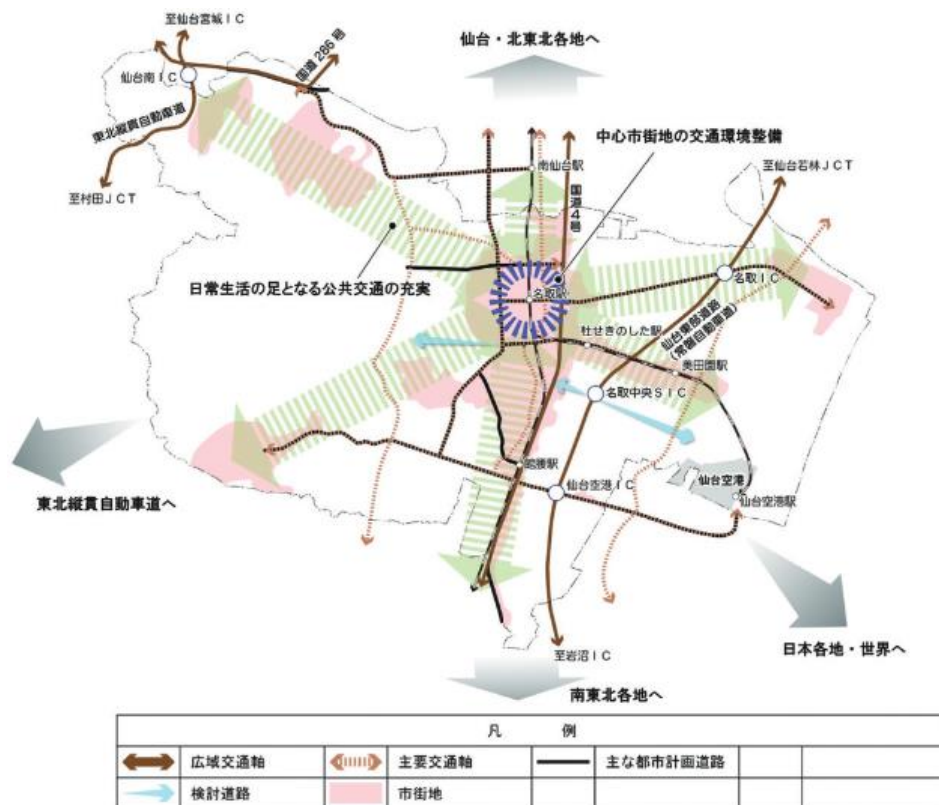 至仙台宮城IC
仙台・北東北各地へ
国道286号
仙台南IC
東北縦貫自動車道
中心市街地の交通環境整備
南仙台駅
至仙台若林JCT
至村田JCT
国道4号
日常生活の足となる公共交通の充実
名取駅
名取IC
杜せきのした駅
仙台東部道路
(常磐自動車道)
美田園駅
名取中央SIC
館腰駅
仙台空港IC
仙台空港
仙台空港駅
東北縦貫自動車道へ
至岩沼IC
日本各地・世界へ
南東北各地へ
凡 例
広域交通軸
主要交通軸
主な都市計画道路
検討道路
市街地